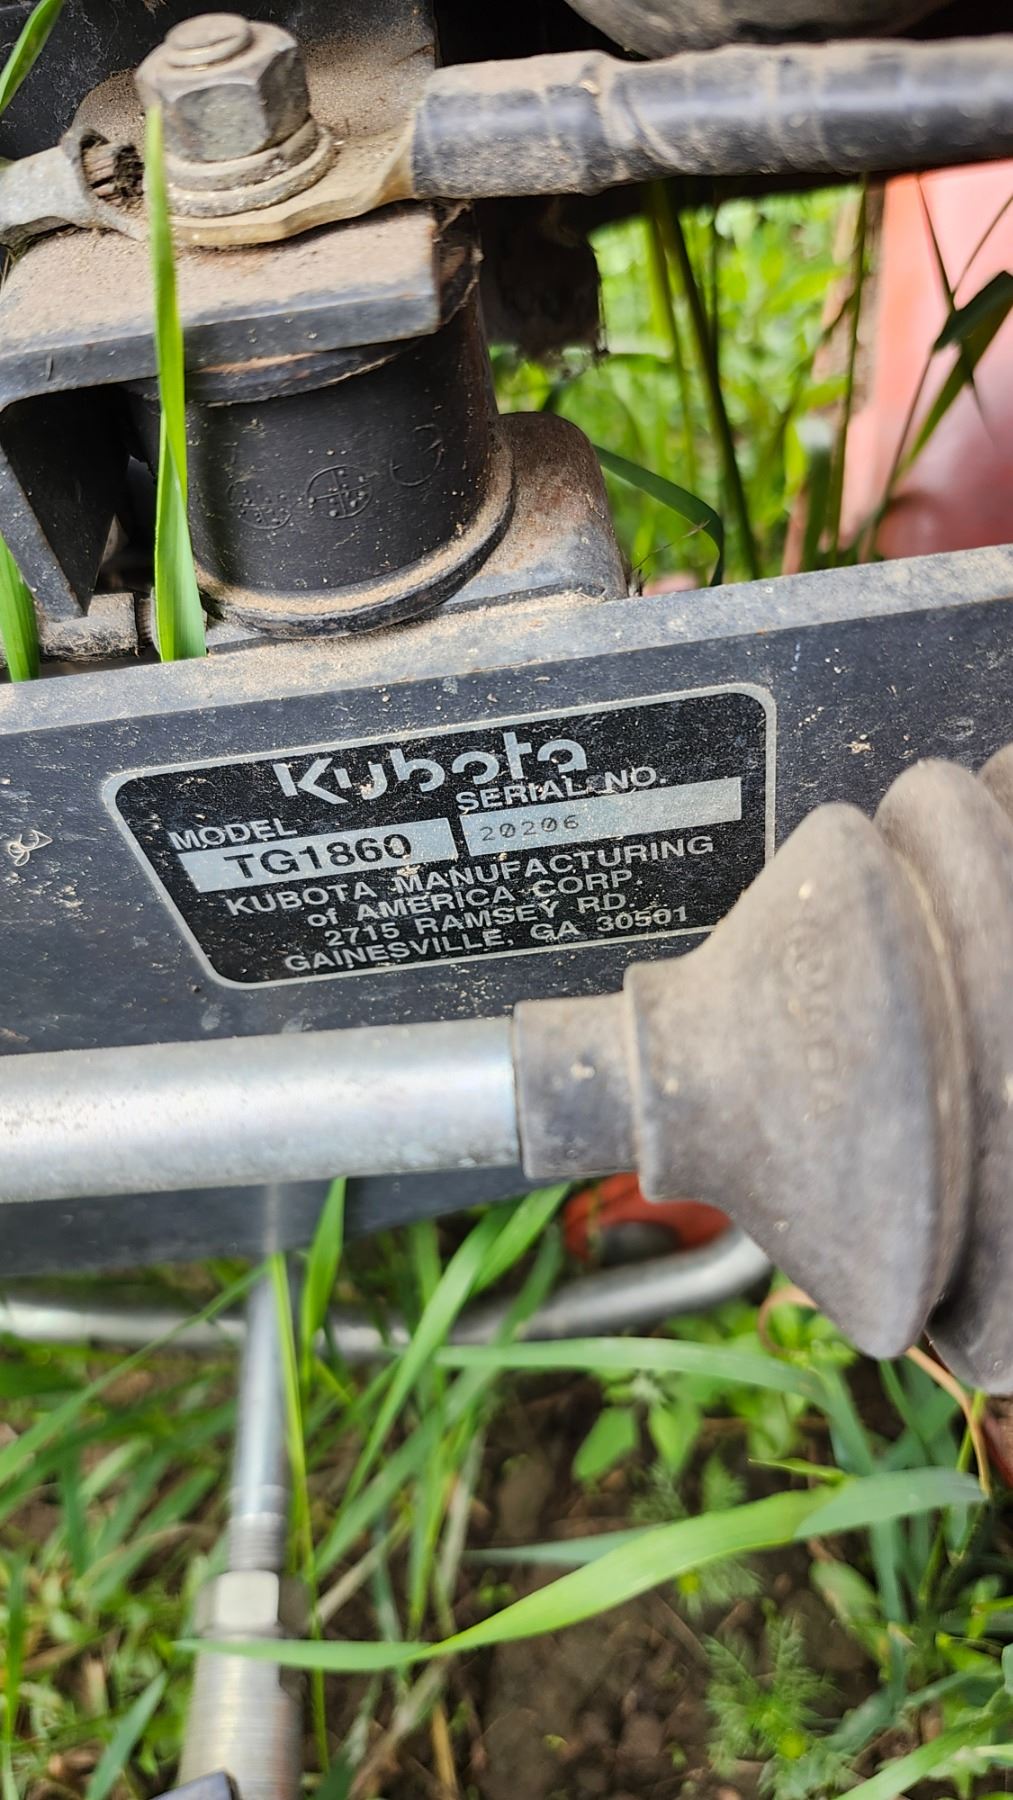 Kubota
SERIAL NO.
MODEL
TG1860
20206
KUBOTA MANUFACTURING
of AMERICA CORP
2715 RAMSEY RD.
GAINESVILLE, GA 30501